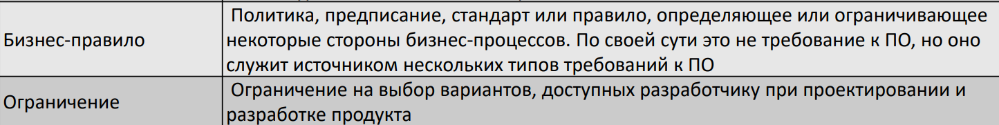 Бизнес-правило
Политика, предписание, стандарт или правило, определяющее или ограничивающее
некоторые стороны бизнес-процессов. По своей сути это не требование к ПО, но оно
служит источником нескольких типов требований к ПО
Ограничение
Ограничение на выбор вариантов, доступных разработчику при проектировании и
разработке продукта